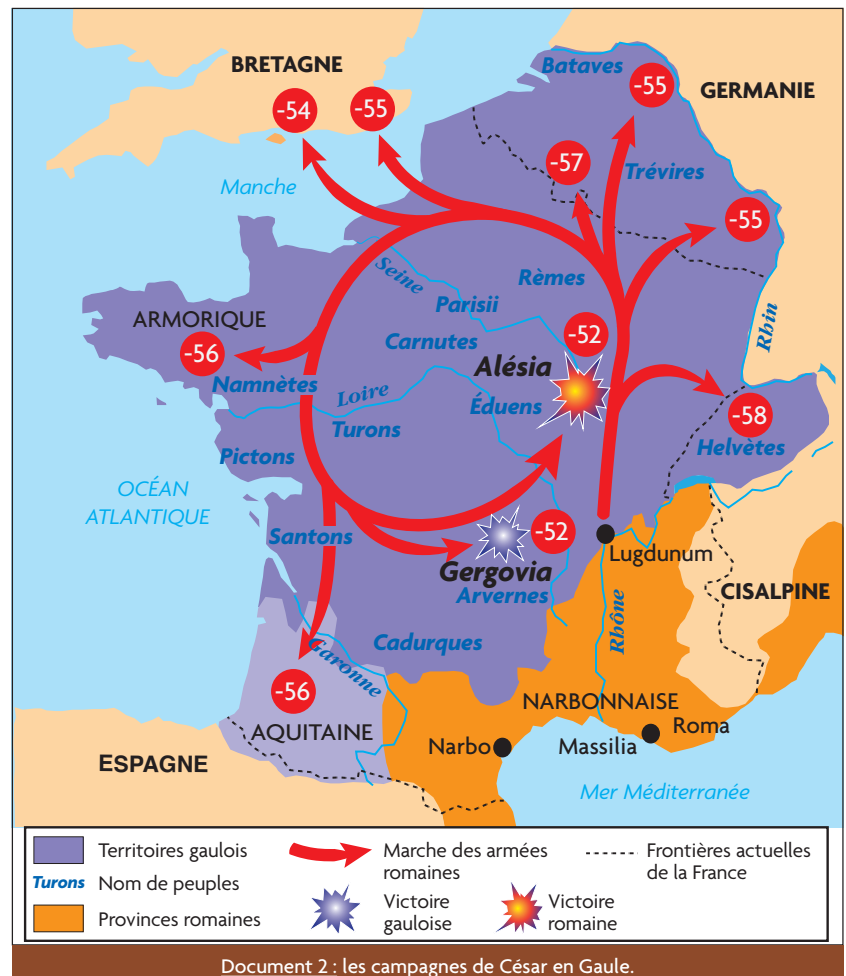 BRETAGNE
-54
-55
Manche
Bataves
-55
GERMANIE
-57
Trévires
-55
Seine
Rèmes
Parisii
Rhin
ARMORIQUE
-56
Carnutes
-52
Alésia
Namnètes
Loire
Éduens
-58
Turons
Helvètes
Pictons
OCÉAN
ATLANTIQUE
Santons
-52
Lugdunum
Gergovia
Arvernes
CISALPINE
Rhône
Cadurques
Garonne
-56
AQUITAINE
NARBONNAISE
Roma
Narbo
Massilia
ESPAGNE
Mer Méditerranée
Territoires gaulois
Turons Nom de peuples
Provinces romaines
Marche des armées
romaines
Victoire
gauloise
Victoire
romaine
Frontières actuelles
de la France
Document 2 : les campagnes de César en Gaule.